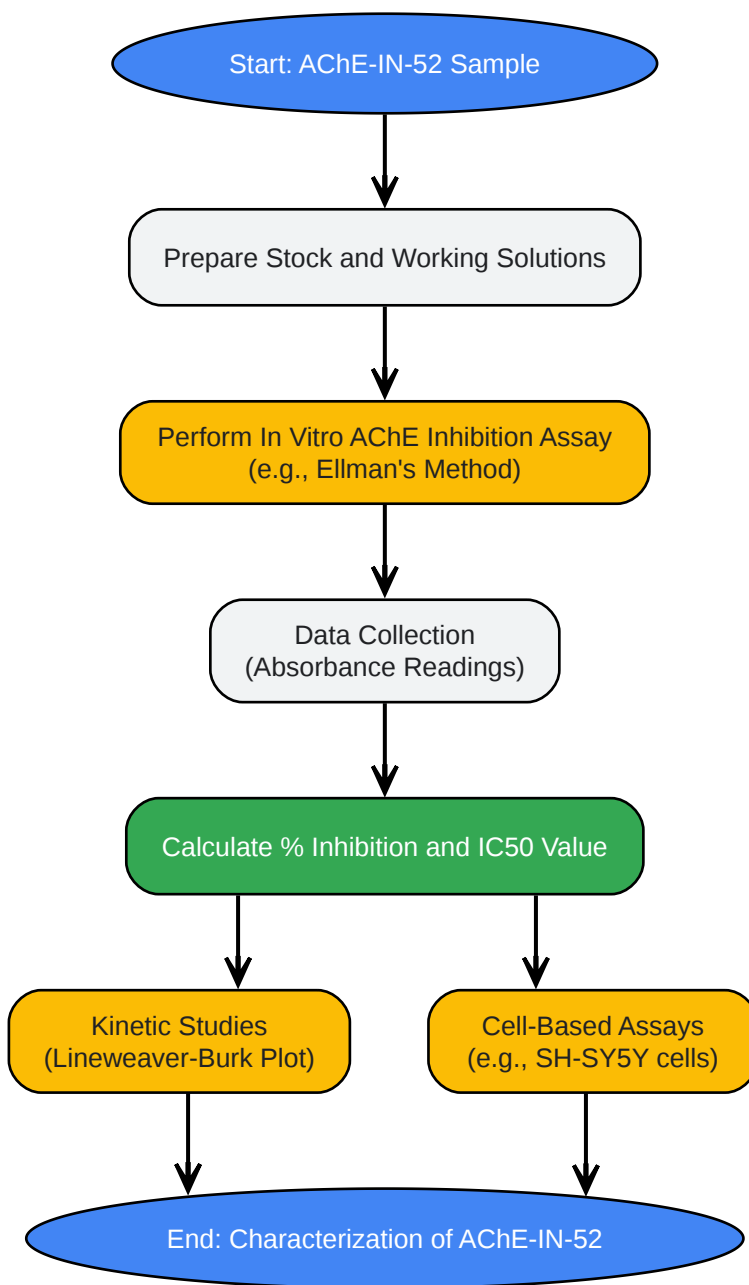 Start: AChE-IN-52 Sample
Prepare Stock and Working Solutions
Perform In Vitro AChE Inhibition Assay
(e.g., Ellman's Method)
Data Collection
(Absorbance Readings)
Calculate % Inhibition and IC50 Value
Kinetic Studies
(Lineweaver-Burk Plot)
Cell-Based Assays
(e.g., SH-SY5Y cells)
End: Characterization of AChE-IN-52